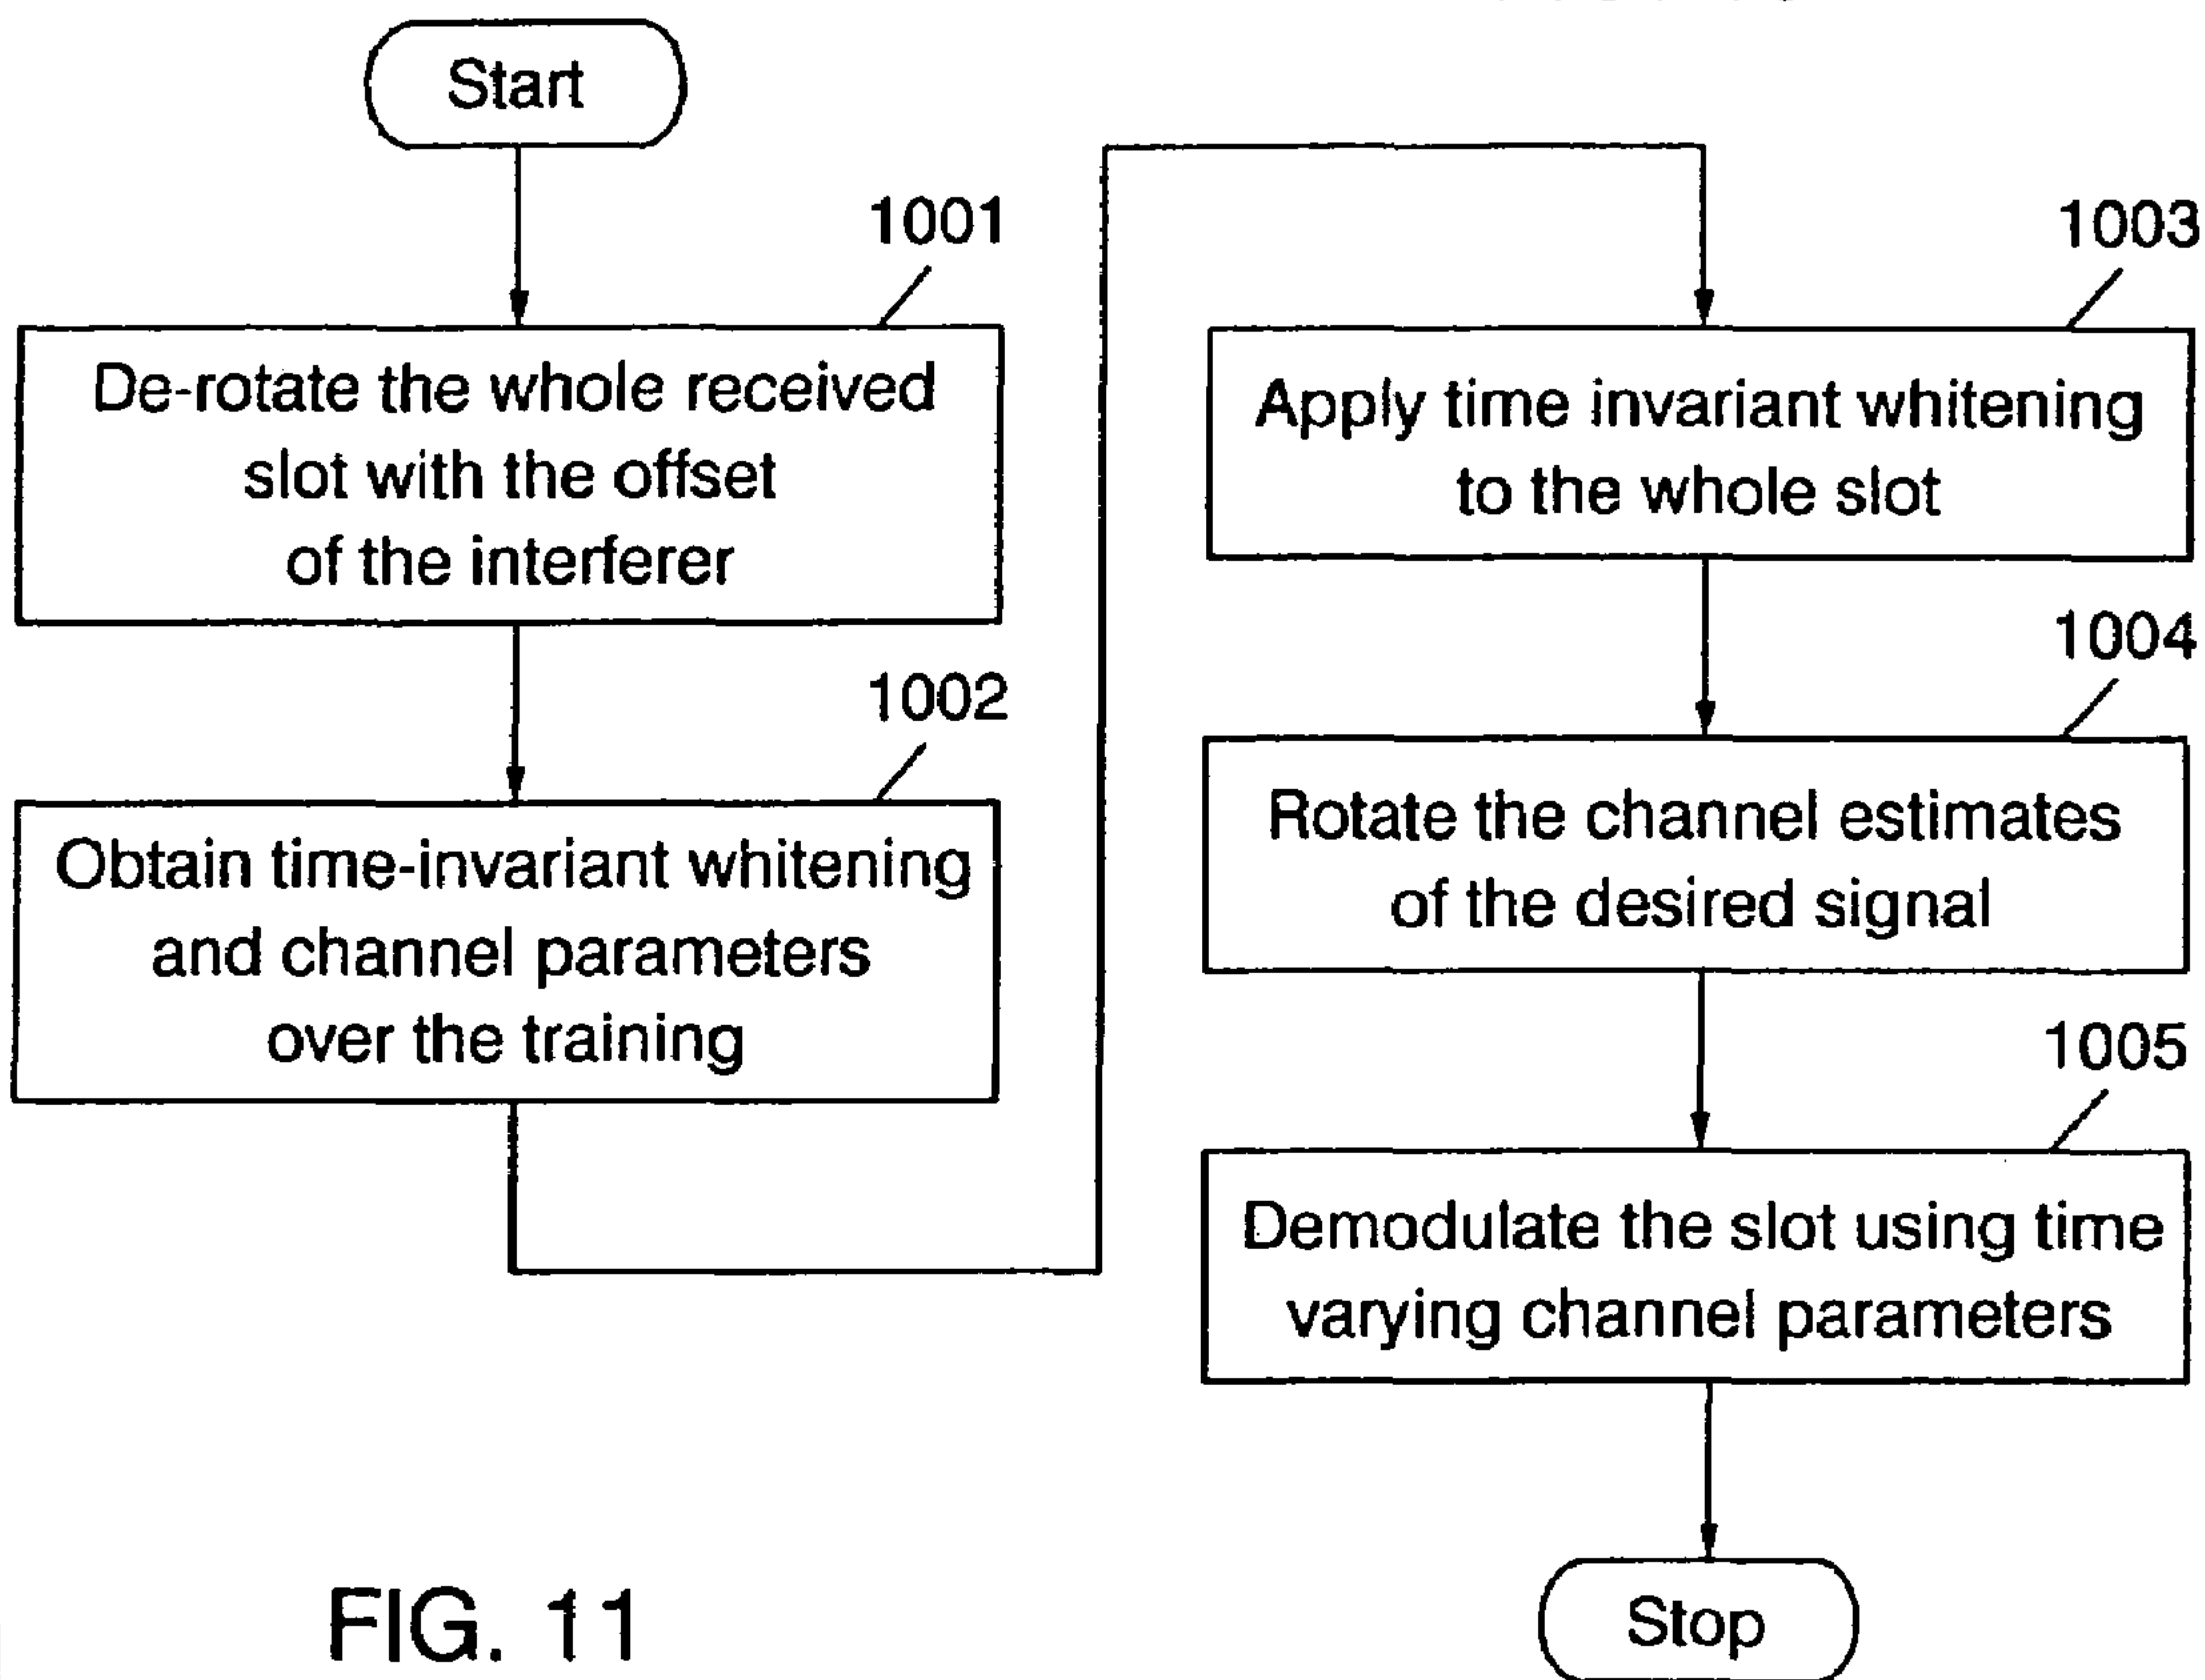 Start
1001
De-rotate the whole received
slot with the offset
of the interferer
1002
Obtain time-invariant whitening
and channel parameters
over the training
1003
Apply time invariant whitening
to the whole slot
1004
Rotate the channel estimates
of the desired signal
1005
Demodulate the slot using time
varying channel parameters
Stop
FIG. 11